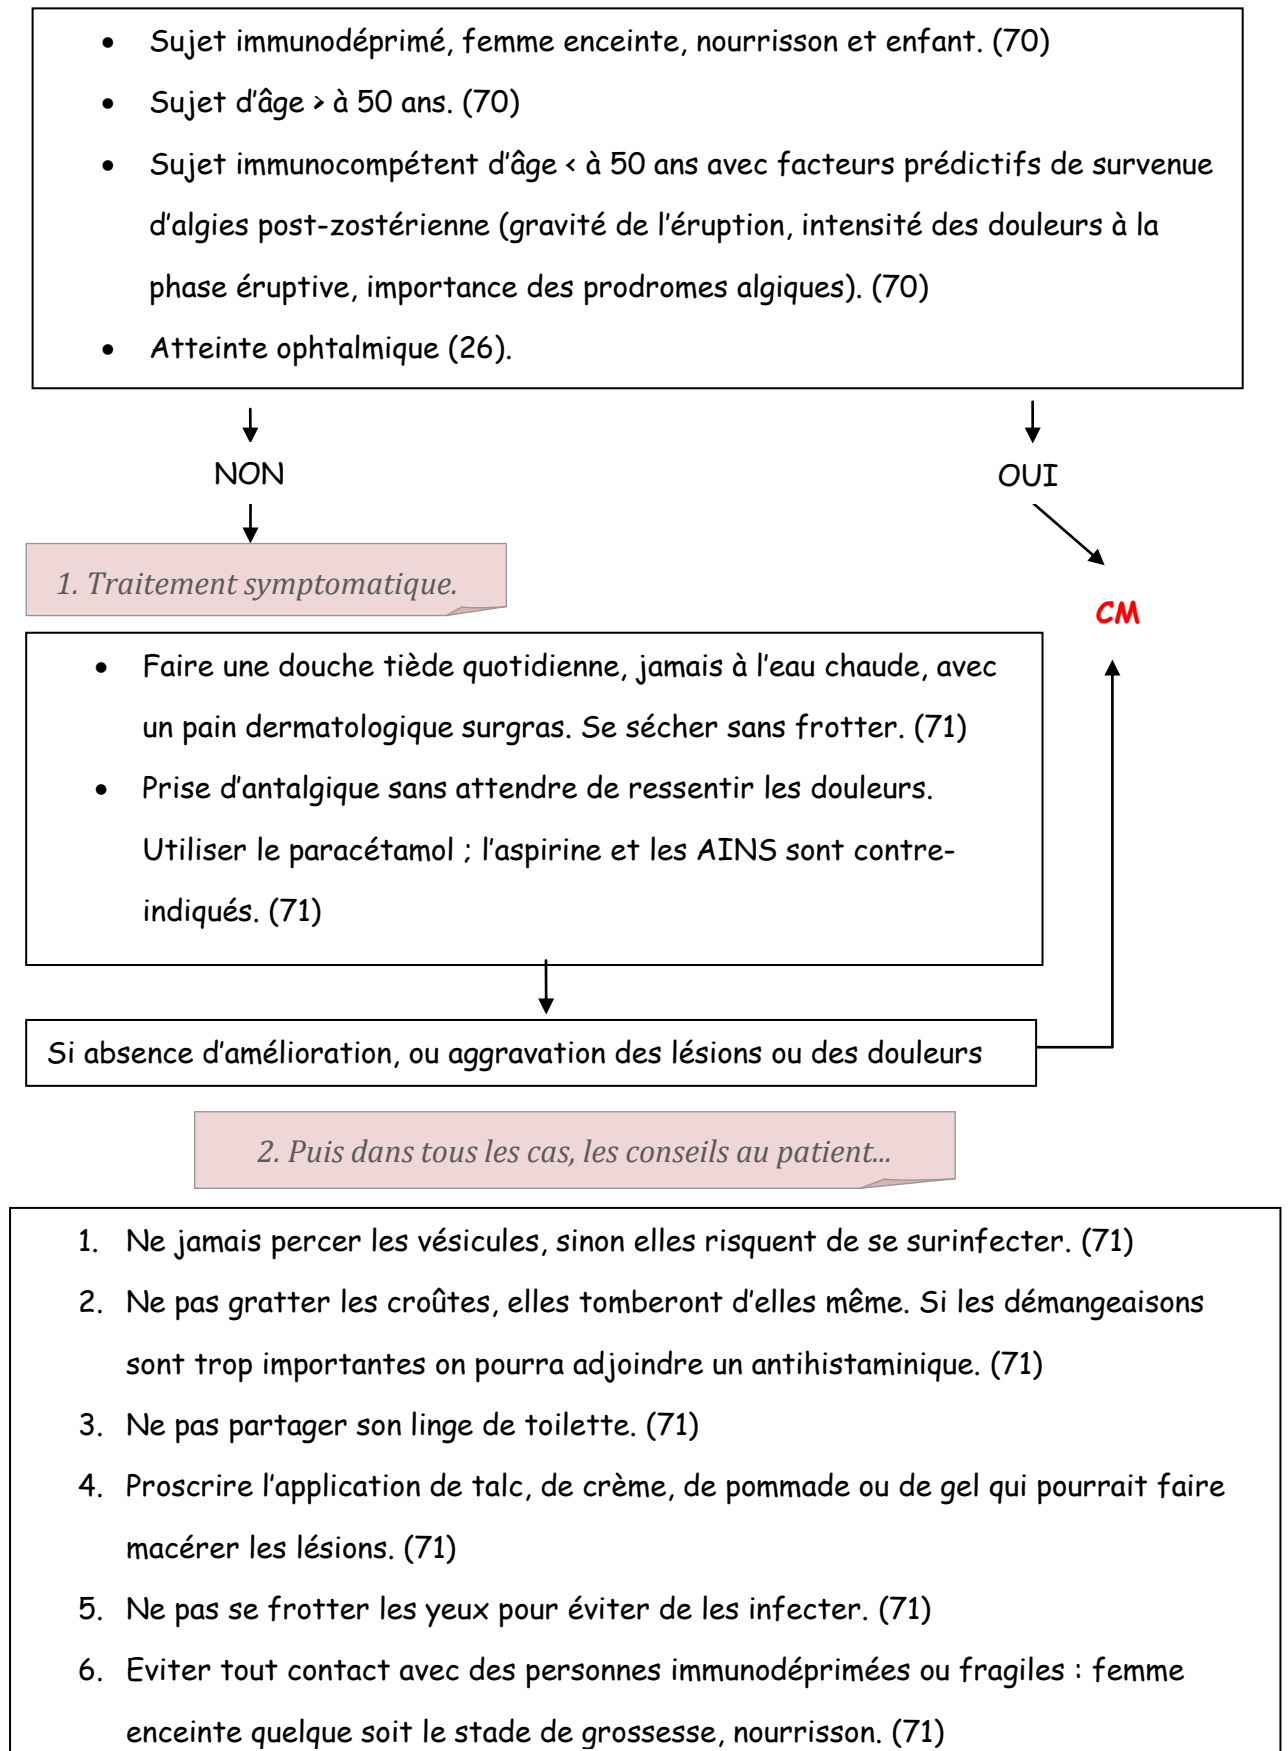 • Sujet immunodéprimé, femme enceinte, nourrisson et enfant. (70)
• Sujet d'âge > à 50 ans. (70)
• Sujet immunocompétent d'âge < à 50 ans avec facteurs prédictifs de survenue
d'algies post-zostérienne (gravité de l'éruption, intensité des douleurs à la
phase éruptive, importance des prodromes algiques). (70)
• Atteinte ophtalmique (26).
NON
OUI
1. Traitement symptomatique.
CM
• Faire une douche tiède quotidienne, jamais à l'eau chaude, avec
un pain dermatologique surgras. Se sécher sans frotter. (71)
• Prise d'antalgique sans attendre de ressentir les douleurs.
Utiliser le paracétamol ; l'aspirine et les AINS sont contre-
indiqués. (71)
Si absence d'amélioration, ou aggravation des lésions ou des douleurs
2. Puis dans tous les cas, les conseils au patient...
1. Ne jamais percer les vésicules, sinon elles risquent de se surinfecter. (71)
2. Ne pas gratter les croûtes, elles tomberont d'elles même. Si les démangeaisons
sont trop importantes on pourra adjoindre un antihistaminique. (71)
3. Ne pas partager son linge de toilette. (71)
4. Proscrire l'application de talc, de crème, de pommade ou de gel qui pourrait faire
macérer les lésions. (71)
5. Ne pas se frotter les yeux pour éviter de les infecter. (71)
6. Eviter tout contact avec des personnes immunodéprimées ou fragiles : femme
enceinte quelque soit le stade de grossesse, nourrisson. (71)